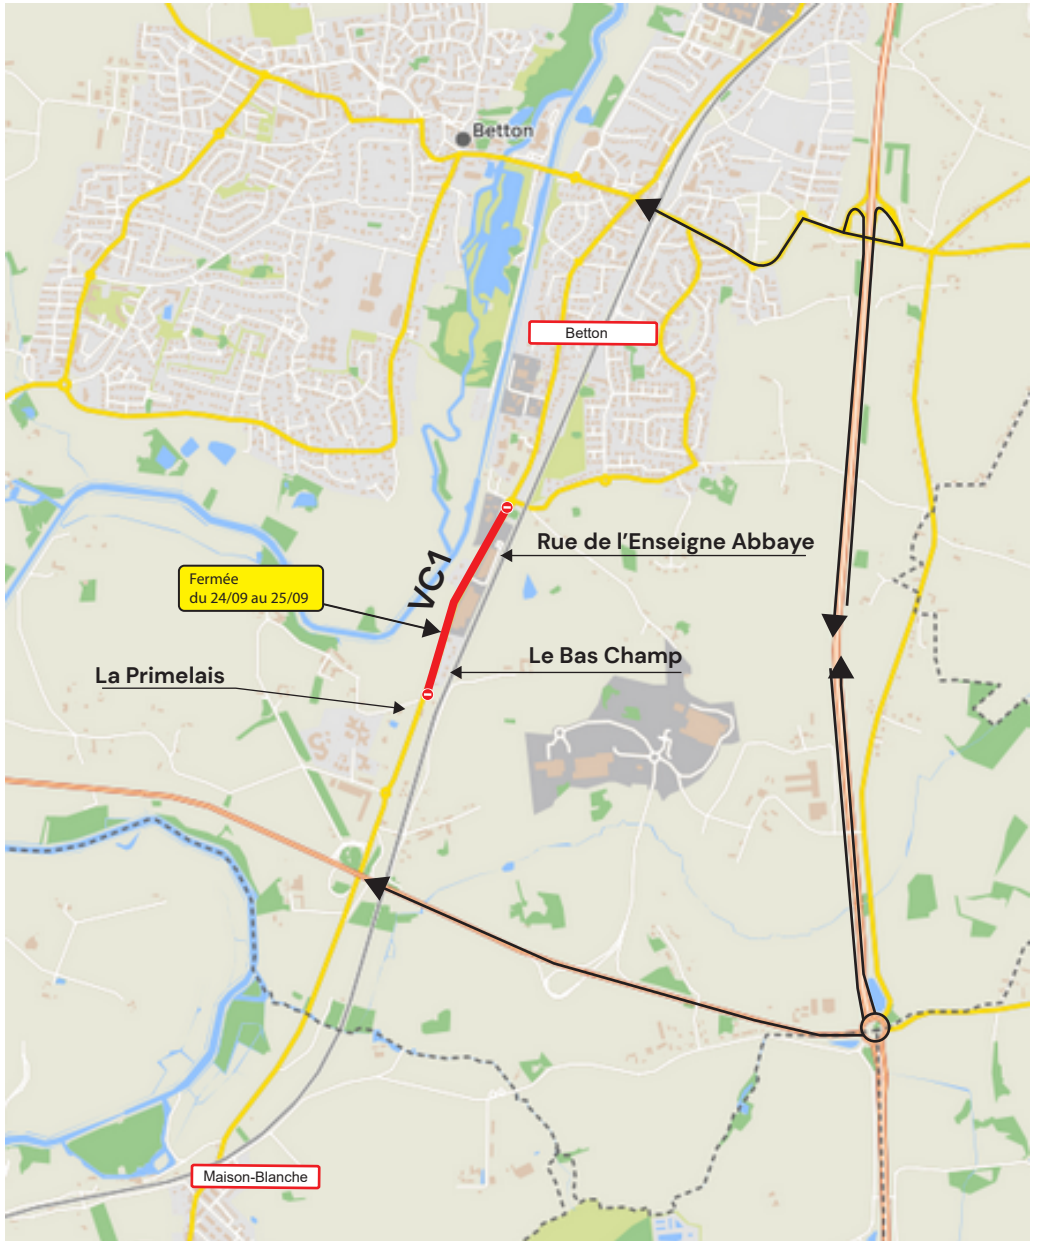 Betton
Betton
Rue de l'Enseigne Abbaye
VC1
Fermée
du 24/09 au 25/09
Le Bas Champ
La Primelais
Maison-Blanche